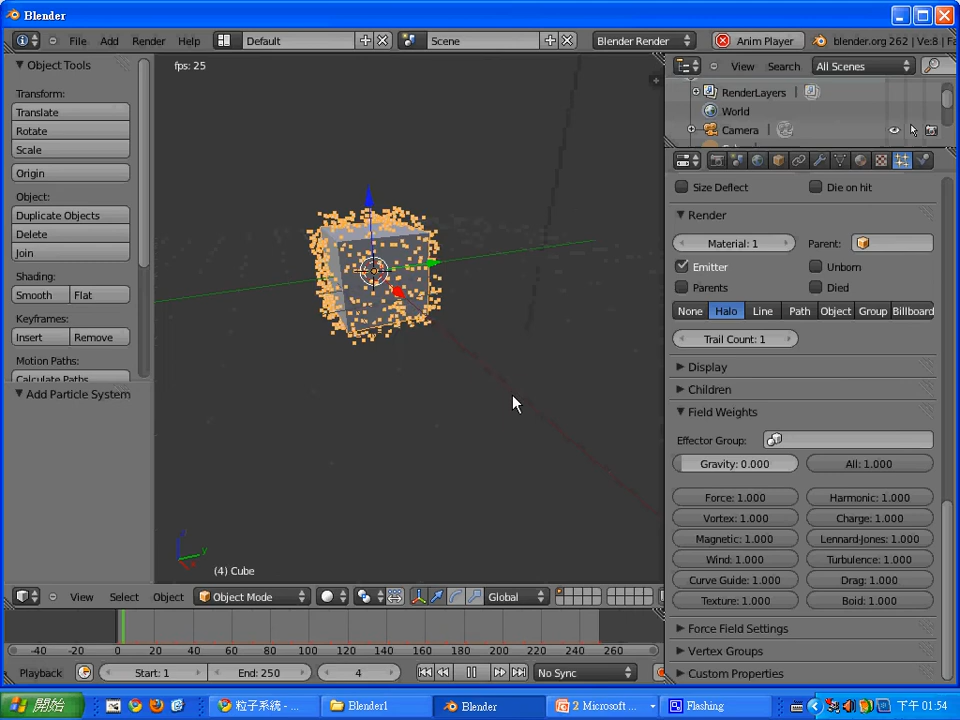 Blender
File Add Render Help Default Scene Blender Render Anim Player blender.org 262 | Ve:8 | Fa
Object Tools
Transform:
Translate
Rotate
Scale
Origin
Object:
Duplicate Objects
Delete
Join
Shading:
Smooth Flat
Keyframes:
Insert Remove
Motion Paths:
Calculate Paths
Add Particle System
fps: 25
(4) Cube
View Search All Scenes
RenderLayers
World
Camera
Size Deflect Die on hit
Render
Material: 1 Parent:
Emitter Unborn
Parents Died
None Halo Line Path Object Group Billboard
Trail Count: 1
Display
Children
Field Weights
Effector Group:
Gravity: 0.000 All: 1.000
Force: 1.000 Harmonic: 1.000
Vortex: 1.000 Charge: 1.000
Magnetic: 1.000 Lennard-Jones: 1.000
Wind: 1.000 Turbulence: 1.000
Curve Guide: 1.000 Drag: 1.000
Texture: 1.000 Boid: 1.000
Force Field Settings
Vertex Groups
Custom Properties
View Select Object Object Mode Global
-40 -20 0 20 40 60 80 100 120 140 160 180 200 220 240 260
Playback Start: 1 End: 250 4 No Sync
開始 粒子系統 - ... Blender1 Blender 2 Microsoft ... Flashing 下午 01:54